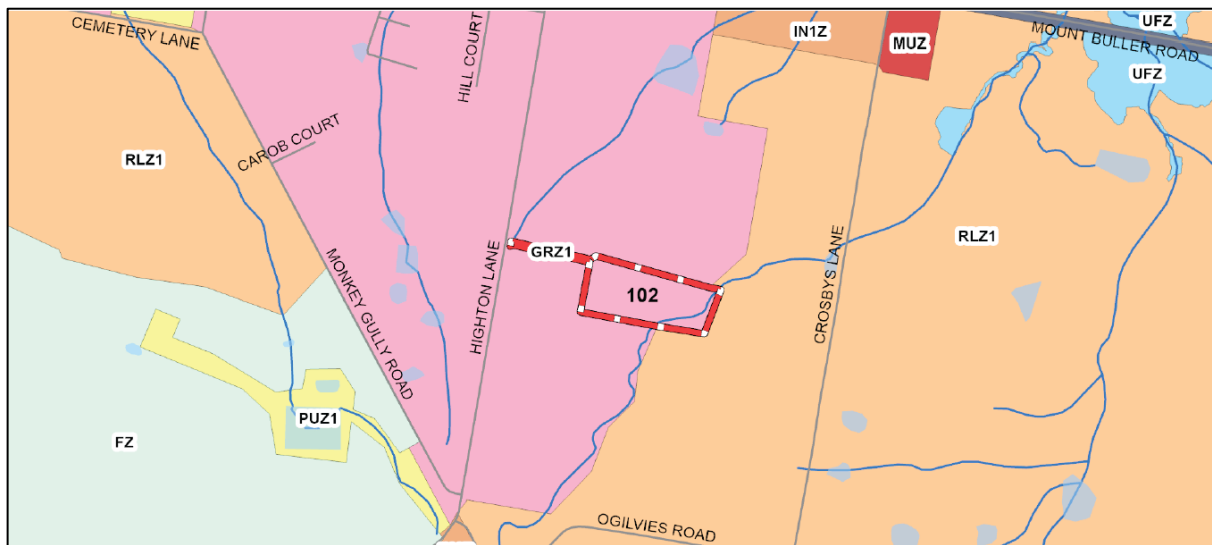 CEMETERY LANE
HILL COURT
IN1Z
MUZ
UFZ
MOUNT BULLER ROAD
UFZ
CAROB COURT
RLZ1
MONKEY GULLY ROAD
HIGHTON LANE
GRZ1
102
CROSBYS LANE
RLZ1
PUZ1
FZ
OGILVIES ROAD